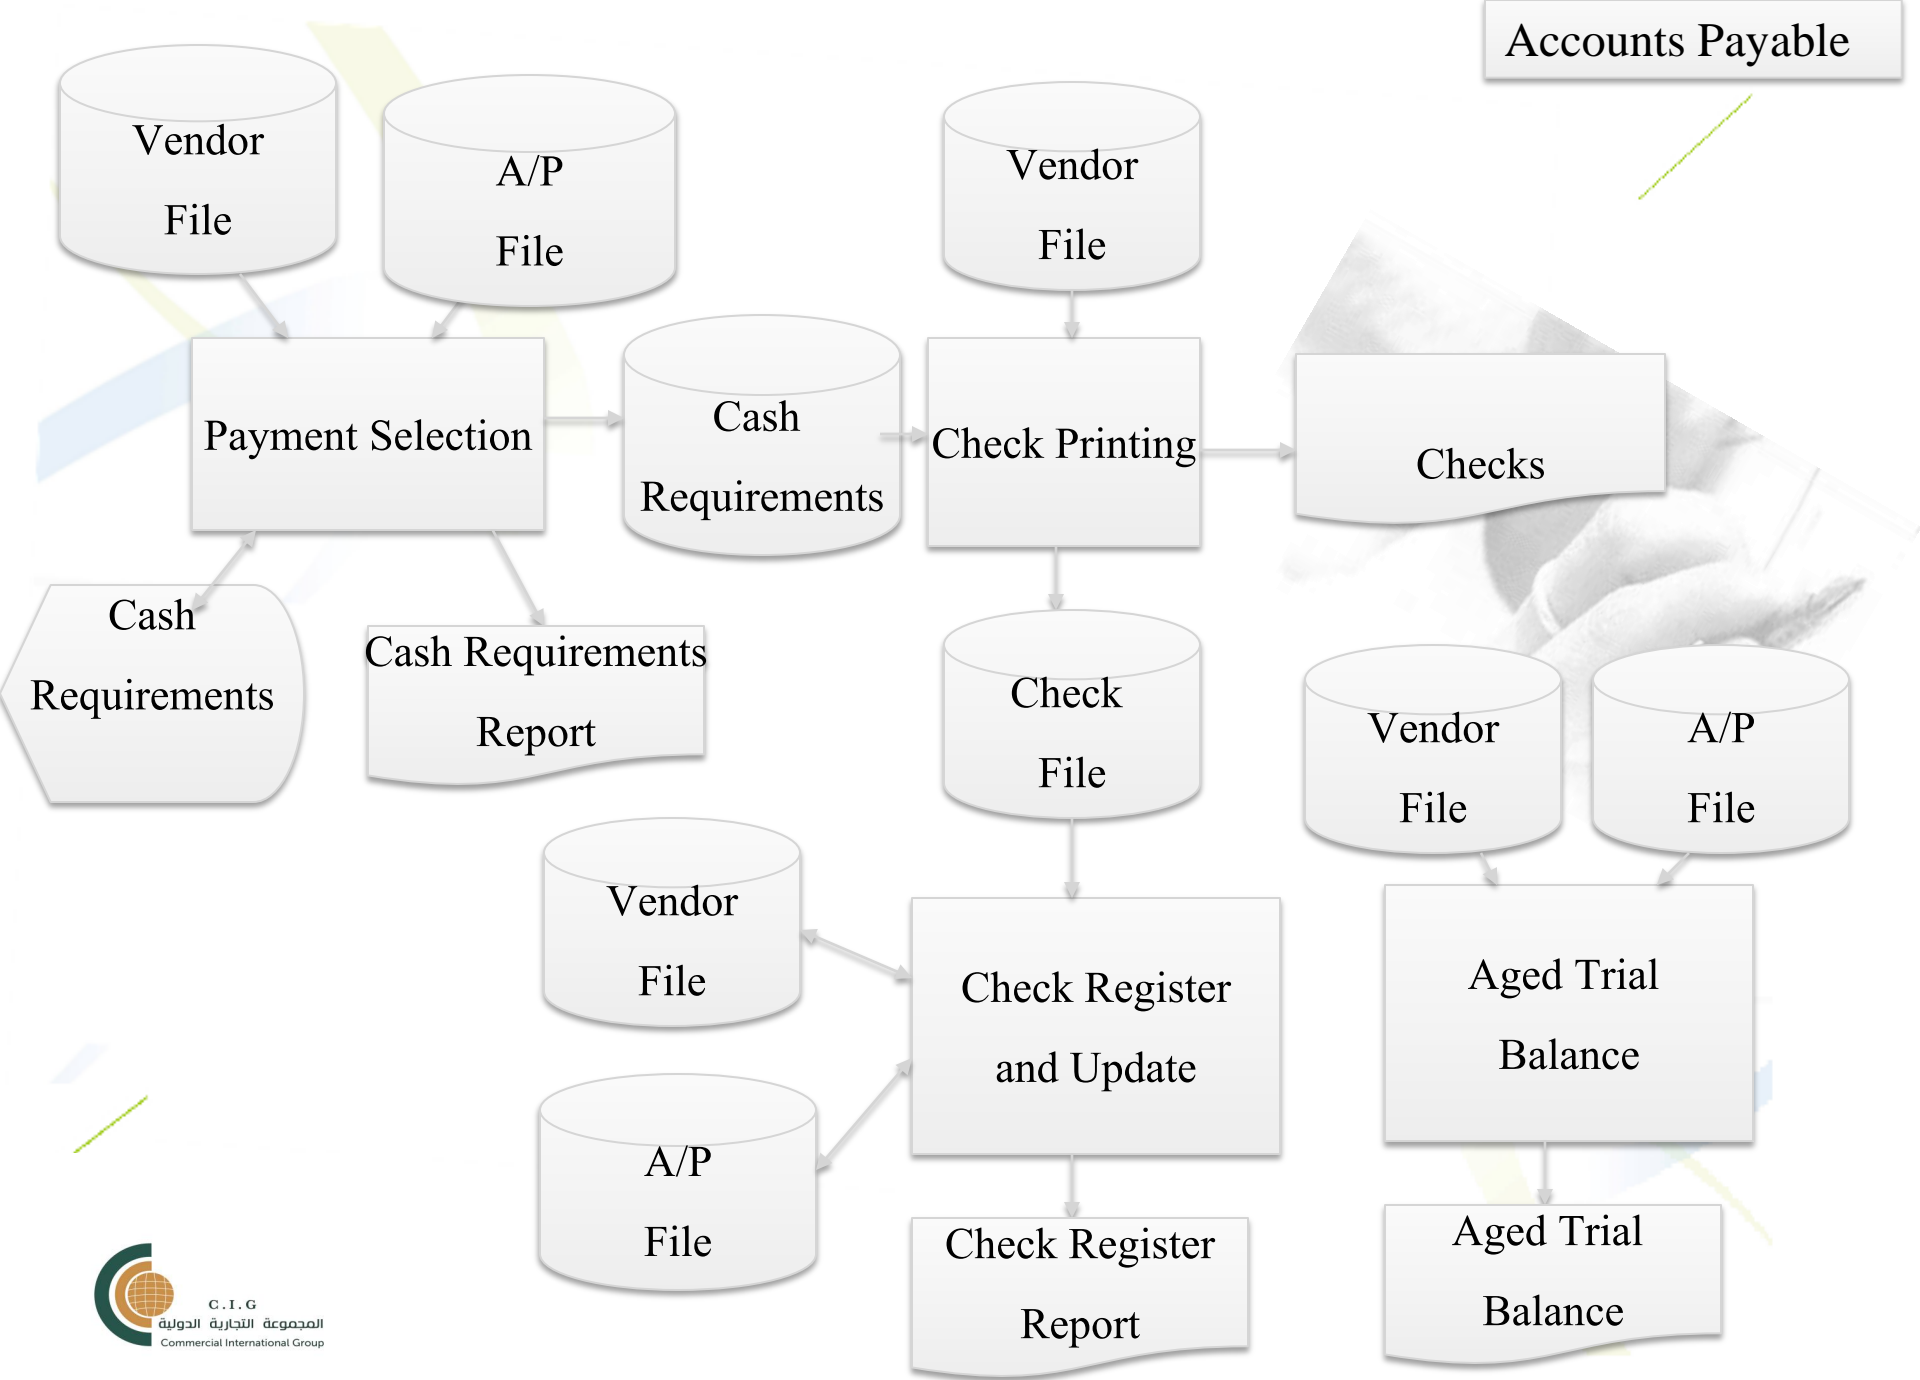 Accounts Payable
Vendor
File
A/P
File
Vendor
File
Payment Selection
Cash
Requirements
Check Printing
Checks
Cash
Requirements
Cash Requirements
Report
Check
File
Vendor
File
A/P
File
Vendor
File
Check Register
and Update
Aged Trial
Balance
A/P
File
Check Register
Report
Aged Trial
Balance
C.I.G
المجموعة التجارية الدولية
Commercial International Group